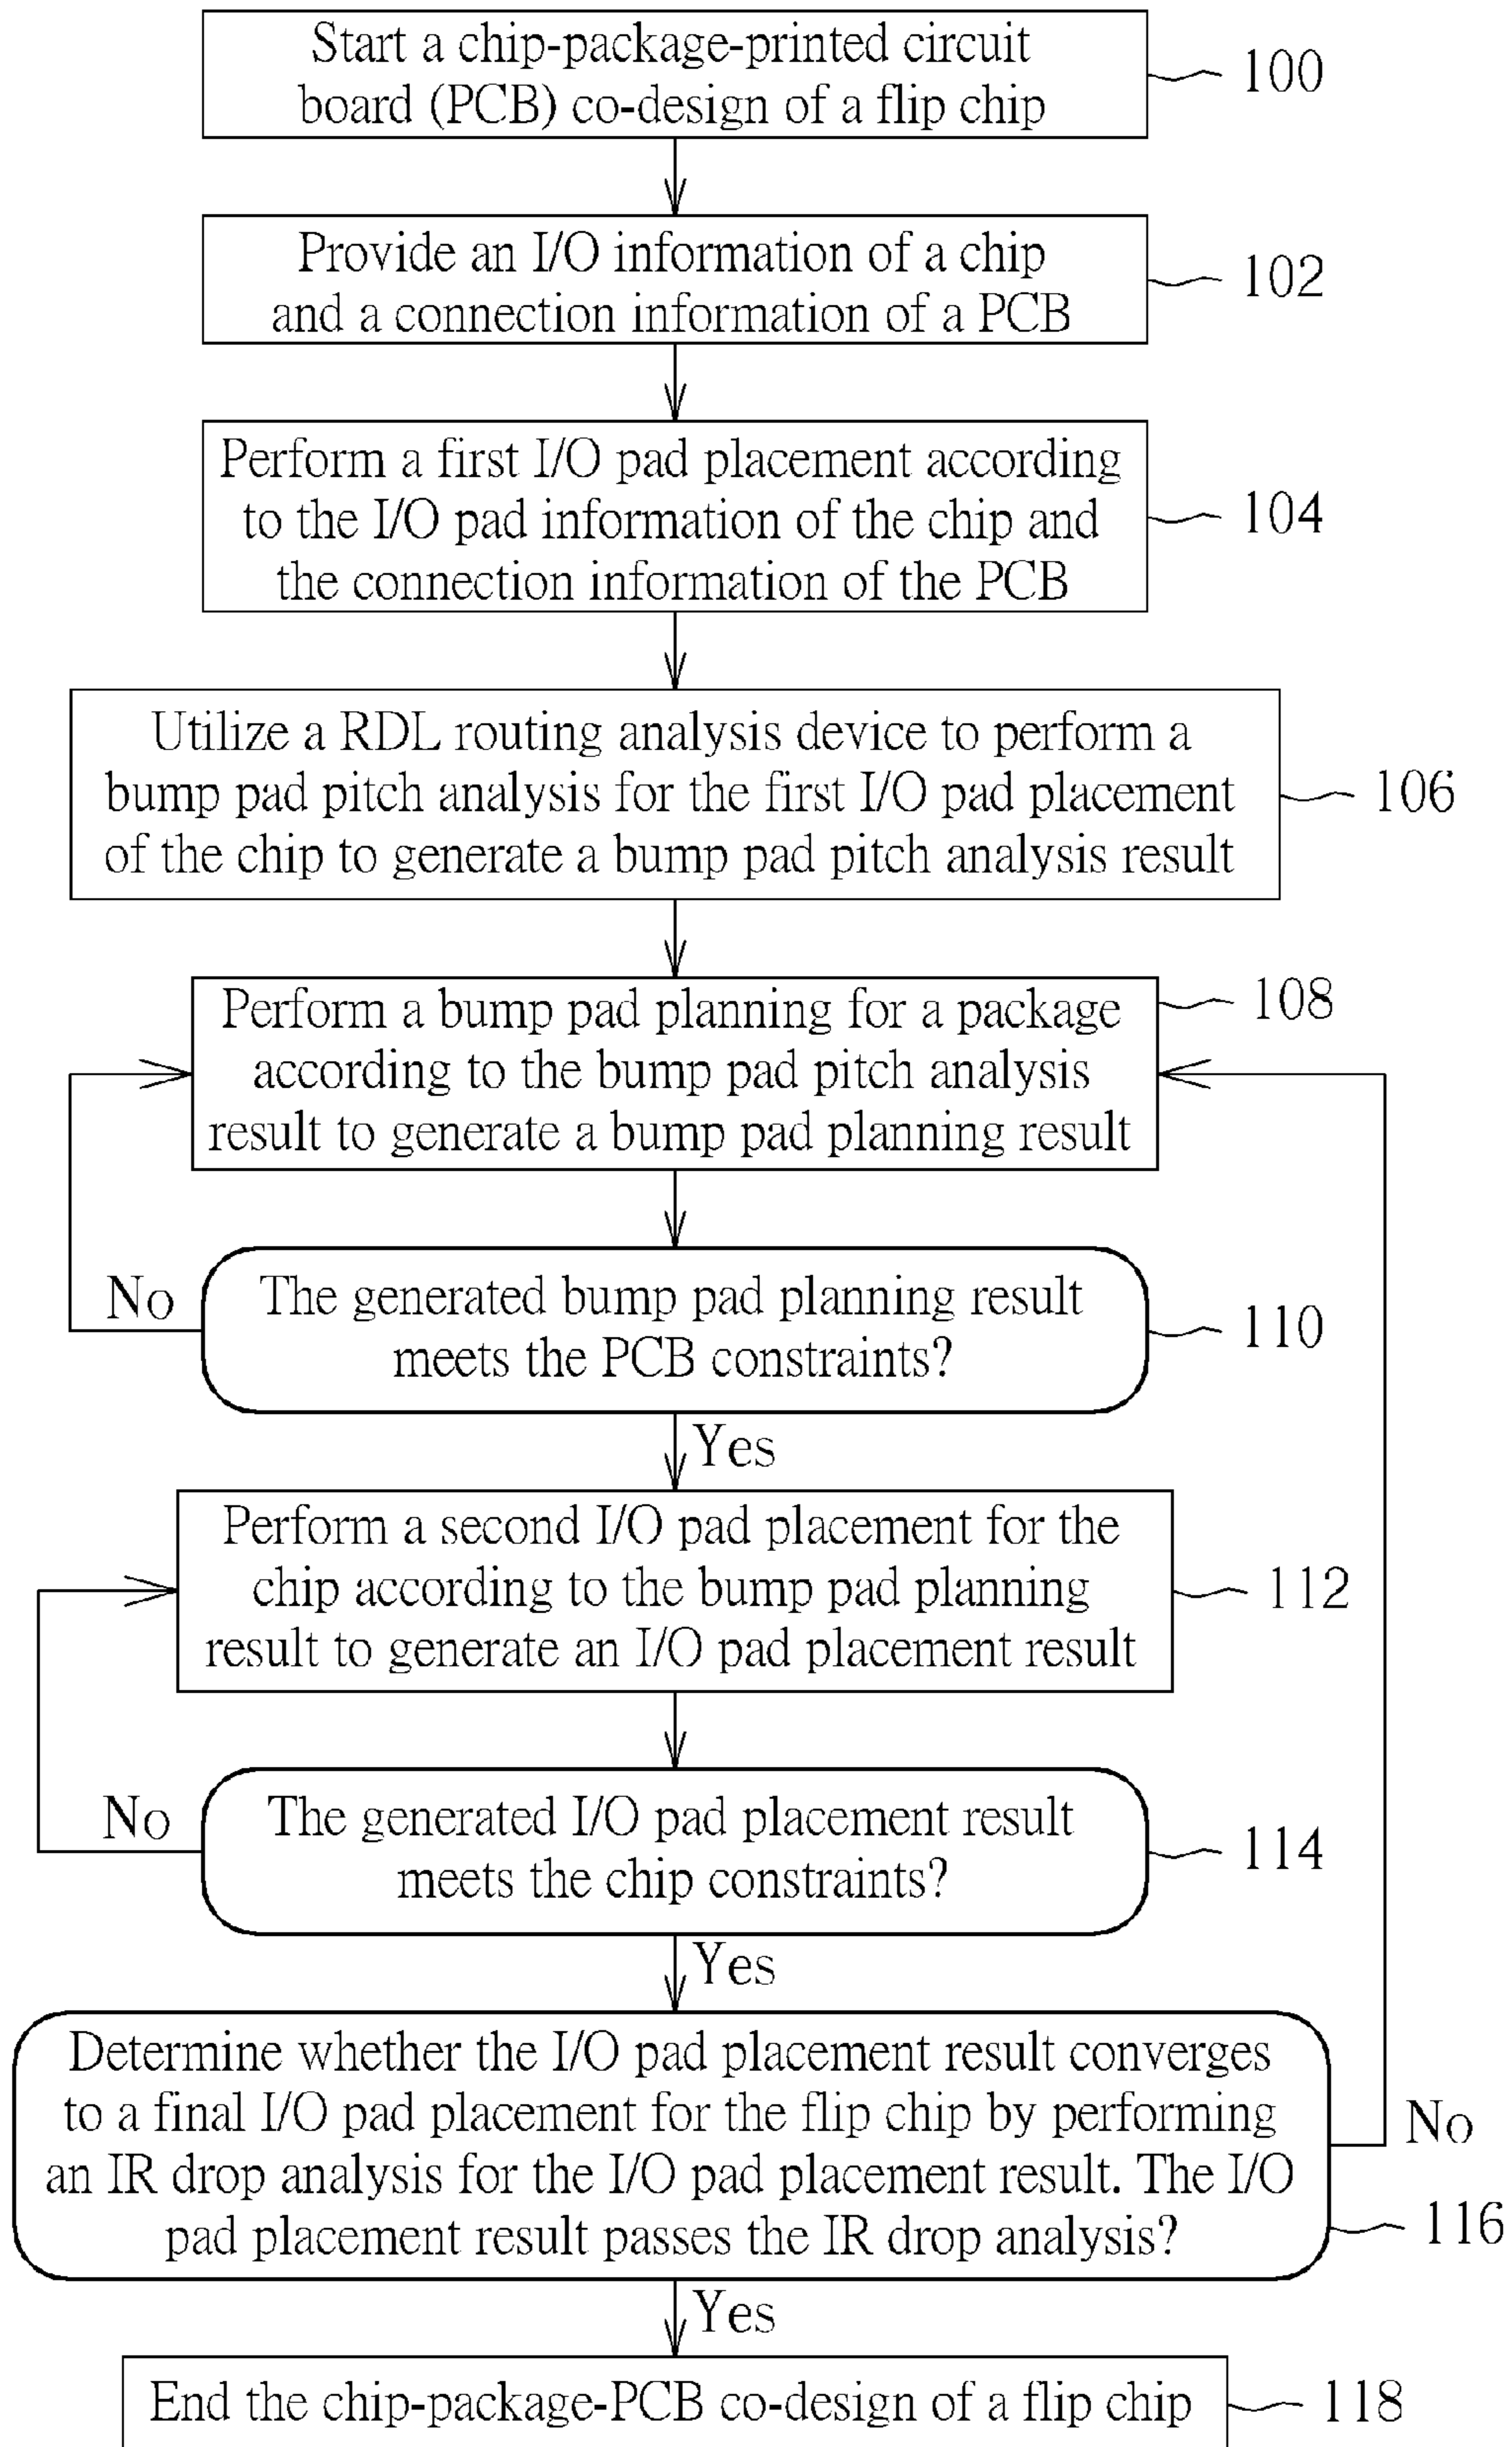 Start a chip-package-printed circuit
board (PCB) co-design of a flip chip
100
Provide an I/O information of a chip
and a connection information of a PCB
102
Perform a first I/O pad placement according
to the I/O pad information of the chip and
the connection information of the PCB
104
Utilize a RDL routing analysis device to perform a
bump pad pitch analysis for the first I/O pad placement
of the chip to generate a bump pad pitch analysis result
106
Perform a bump pad planning for a package
according to the bump pad pitch analysis
result to generate a bump pad planning result
108
No
The generated bump pad planning result
meets the PCB constraints?
110
Yes
Perform a second I/O pad placement for the
chip according to the bump pad planning
result to generate an I/O pad placement result
112
No
The generated I/O pad placement result
meets the chip constraints?
114
Yes
Determine whether the I/O pad placement result converges
to a final I/O pad placement for the flip chip by performing
an IR drop analysis for the I/O pad placement result. The I/O
pad placement result passes the IR drop analysis?
No
116
Yes
End the chip-package-PCB co-design of a flip chip
118